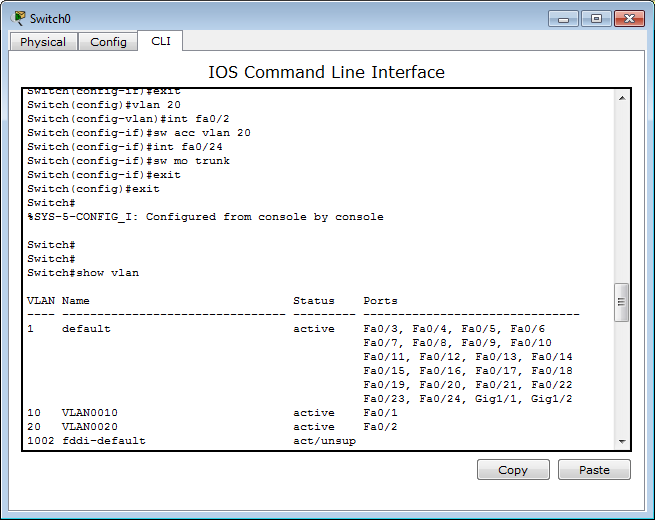 Switch0
Physical Config CLI
IOS Command Line Interface
Switch(config-if)#exit
Switch(config)#vlan 20
Switch(config-vlan)#int fa0/2
Switch(config-if)#sw acc vlan 20
Switch(config-if)#int fa0/24
Switch(config-if)#sw mo trunk
Switch(config-if)#exit
Switch(config)#exit
Switch#
%SYS-5-CONFIG_I: Configured from console by console
Switch#
Switch#
Switch#show vlan
VLAN Name Status Ports
---- -------------------------------- --------- -------------------------------
1 default active Fa0/3, Fa0/4, Fa0/5, Fa0/6
Fa0/7, Fa0/8, Fa0/9, Fa0/10
Fa0/11, Fa0/12, Fa0/13, Fa0/14
Fa0/15, Fa0/16, Fa0/17, Fa0/18
Fa0/19, Fa0/20, Fa0/21, Fa0/22
Fa0/23, Fa0/24, Gig1/1, Gig1/2
10 VLAN0010 active Fa0/1
20 VLAN0020 active Fa0/2
1002 fddi-default act/unsup
Copy Paste